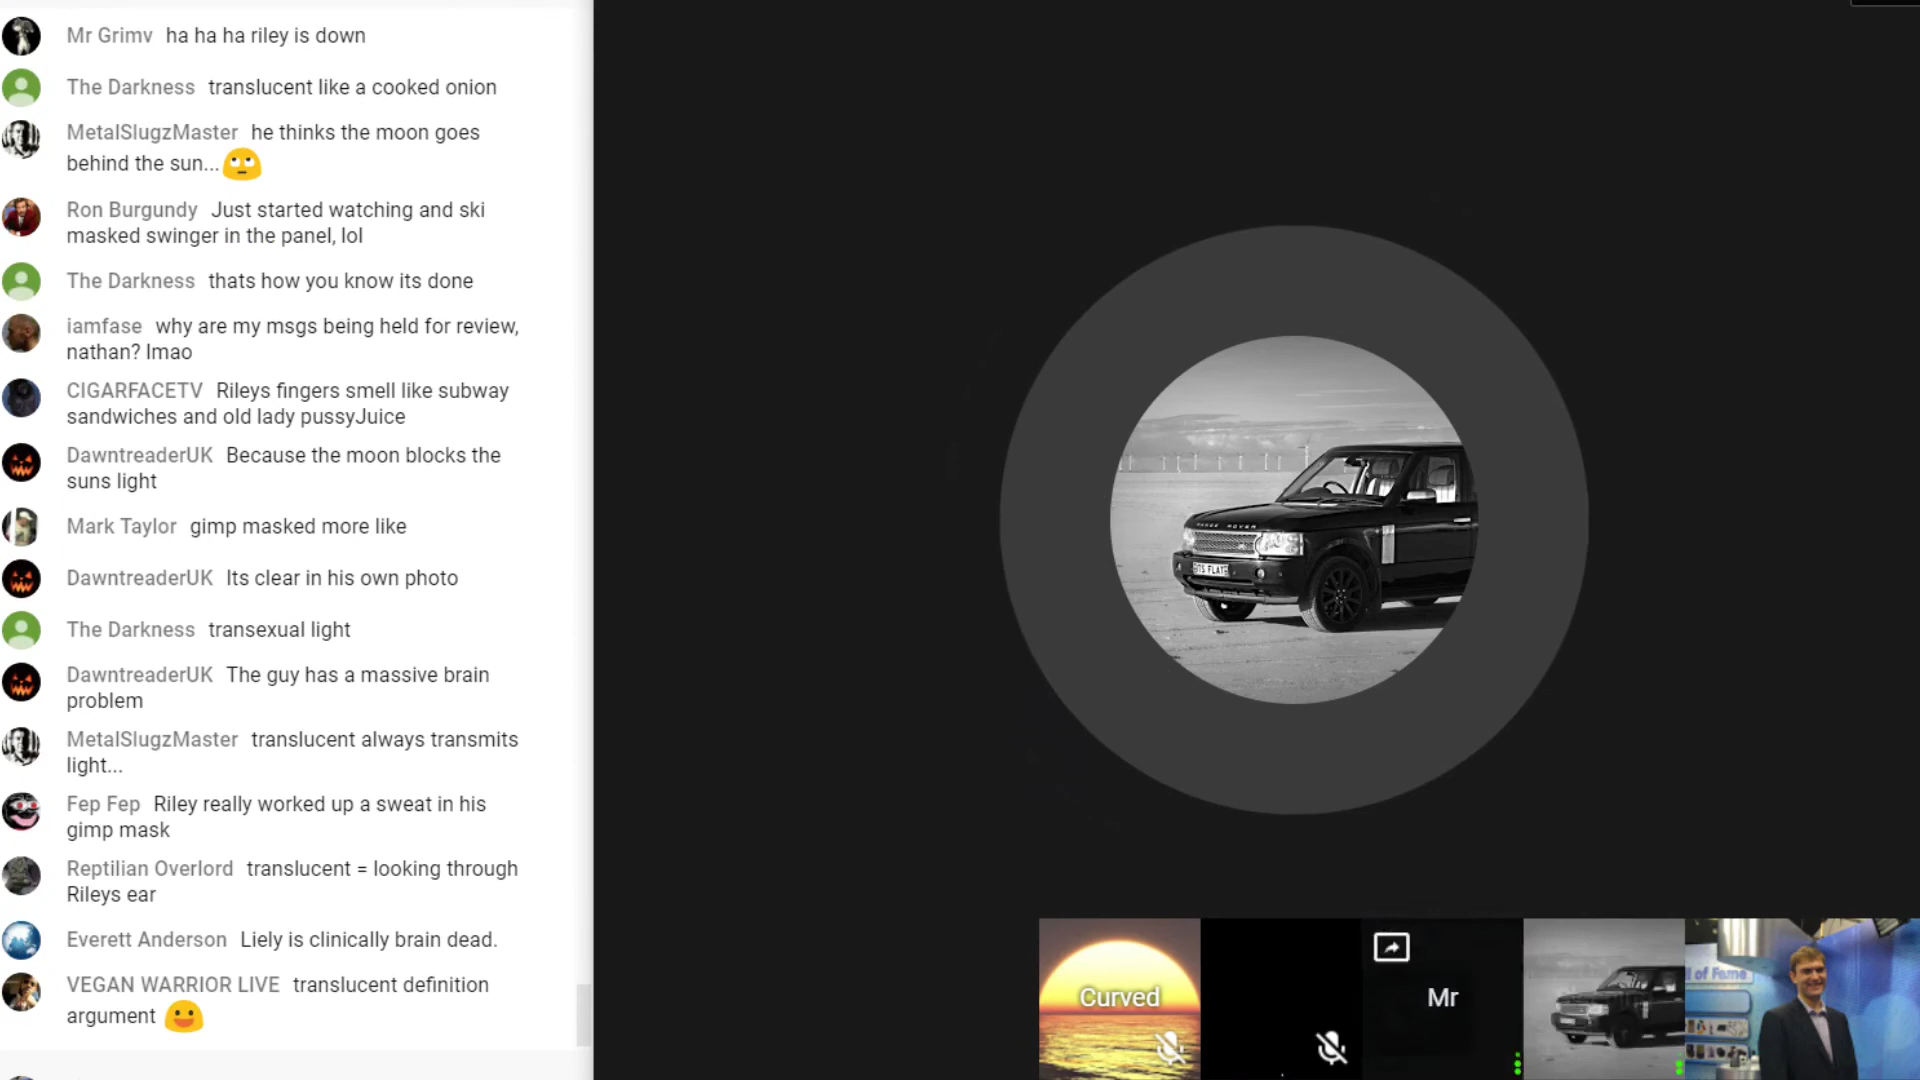 Mr Grimv ha ha ha riley is down
The Darkness translucent like a cooked onion
MetalSlugzMaster he thinks the moon goes
behind the sun...
Ron Burgundy Just started watching and ski
masked swinger in the panel, lol
The Darkness thats how you know its done
iamfase why are my msgs being held for review,
nathan? lmao
CIGARFACETV Rileys fingers smell like subway
sandwiches and old lady pussyJuice
DawntreaderUK Because the moon blocks the
suns light
Mark Taylor gimp masked more like
DawntreaderUK Its clear in his own photo
The Darkness transexual light
DawntreaderUK The guy has a massive brain
problem
MetalSlugzMaster translucent always transmits
light...
Fep Fep Riley really worked up a sweat in his
gimp mask
Reptilian Overlord translucent = looking through
Rileys ear
Everett Anderson Liely is clinically brain dead.
VEGAN WARRIOR LIVE translucent definition
argument
RANGE ROVER
ITS FLAT
Curved
Mr
l of Fame